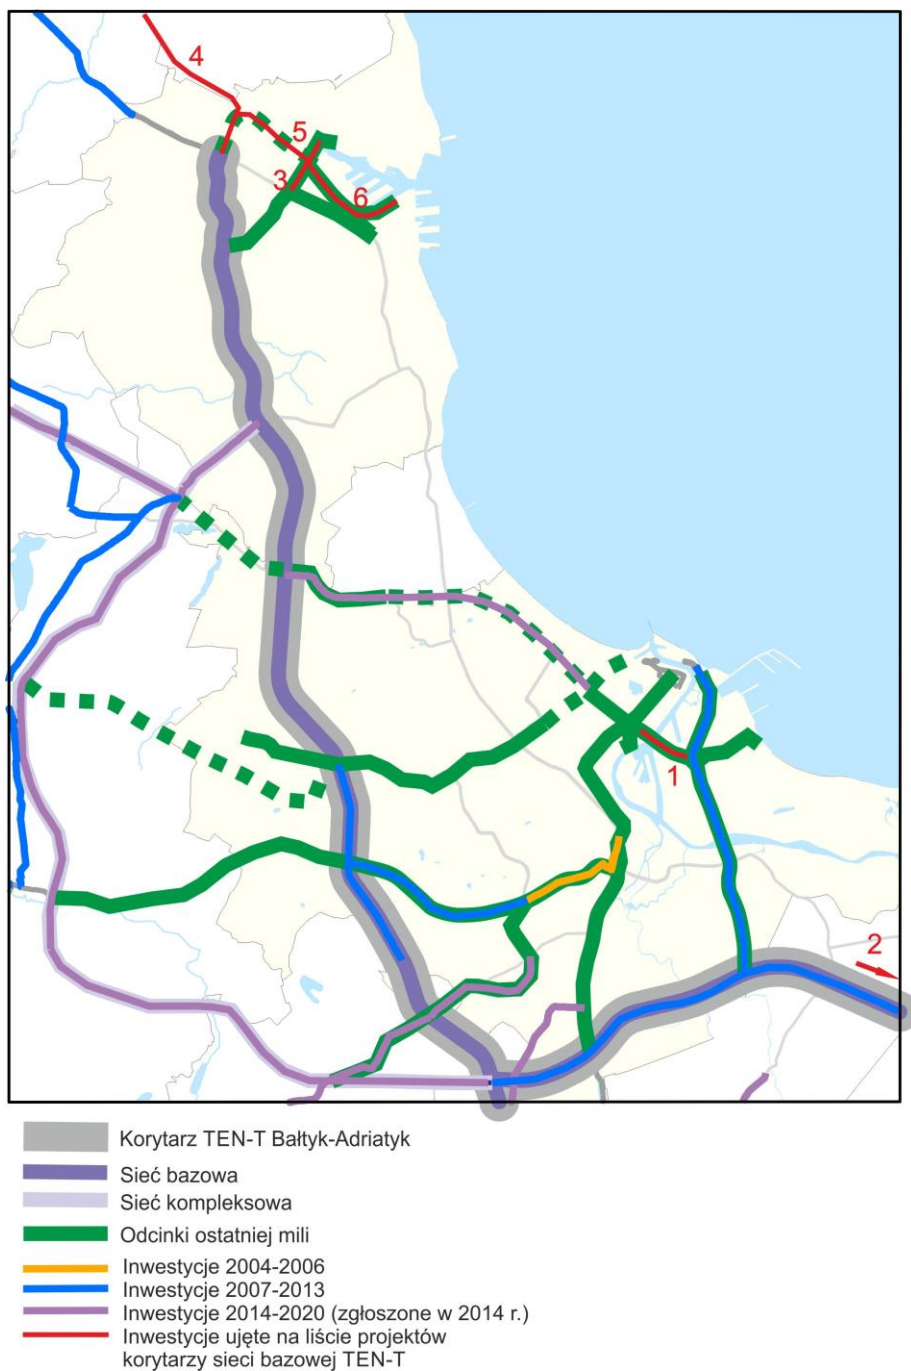 4
5
3
6
1
2
Korytarz TEN-T Bałtyk-Adriatyk
Sieć bazowa
Sieć kompleksowa
Odcinki ostatniej mili
Inwestycje 2004-2006
Inwestycje 2007-2013
Inwestycje 2014-2020 (zgłoszone w 2014 r.)
Inwestycje ujęte na liście projektów
korytarzy sieci bazowej TEN-T